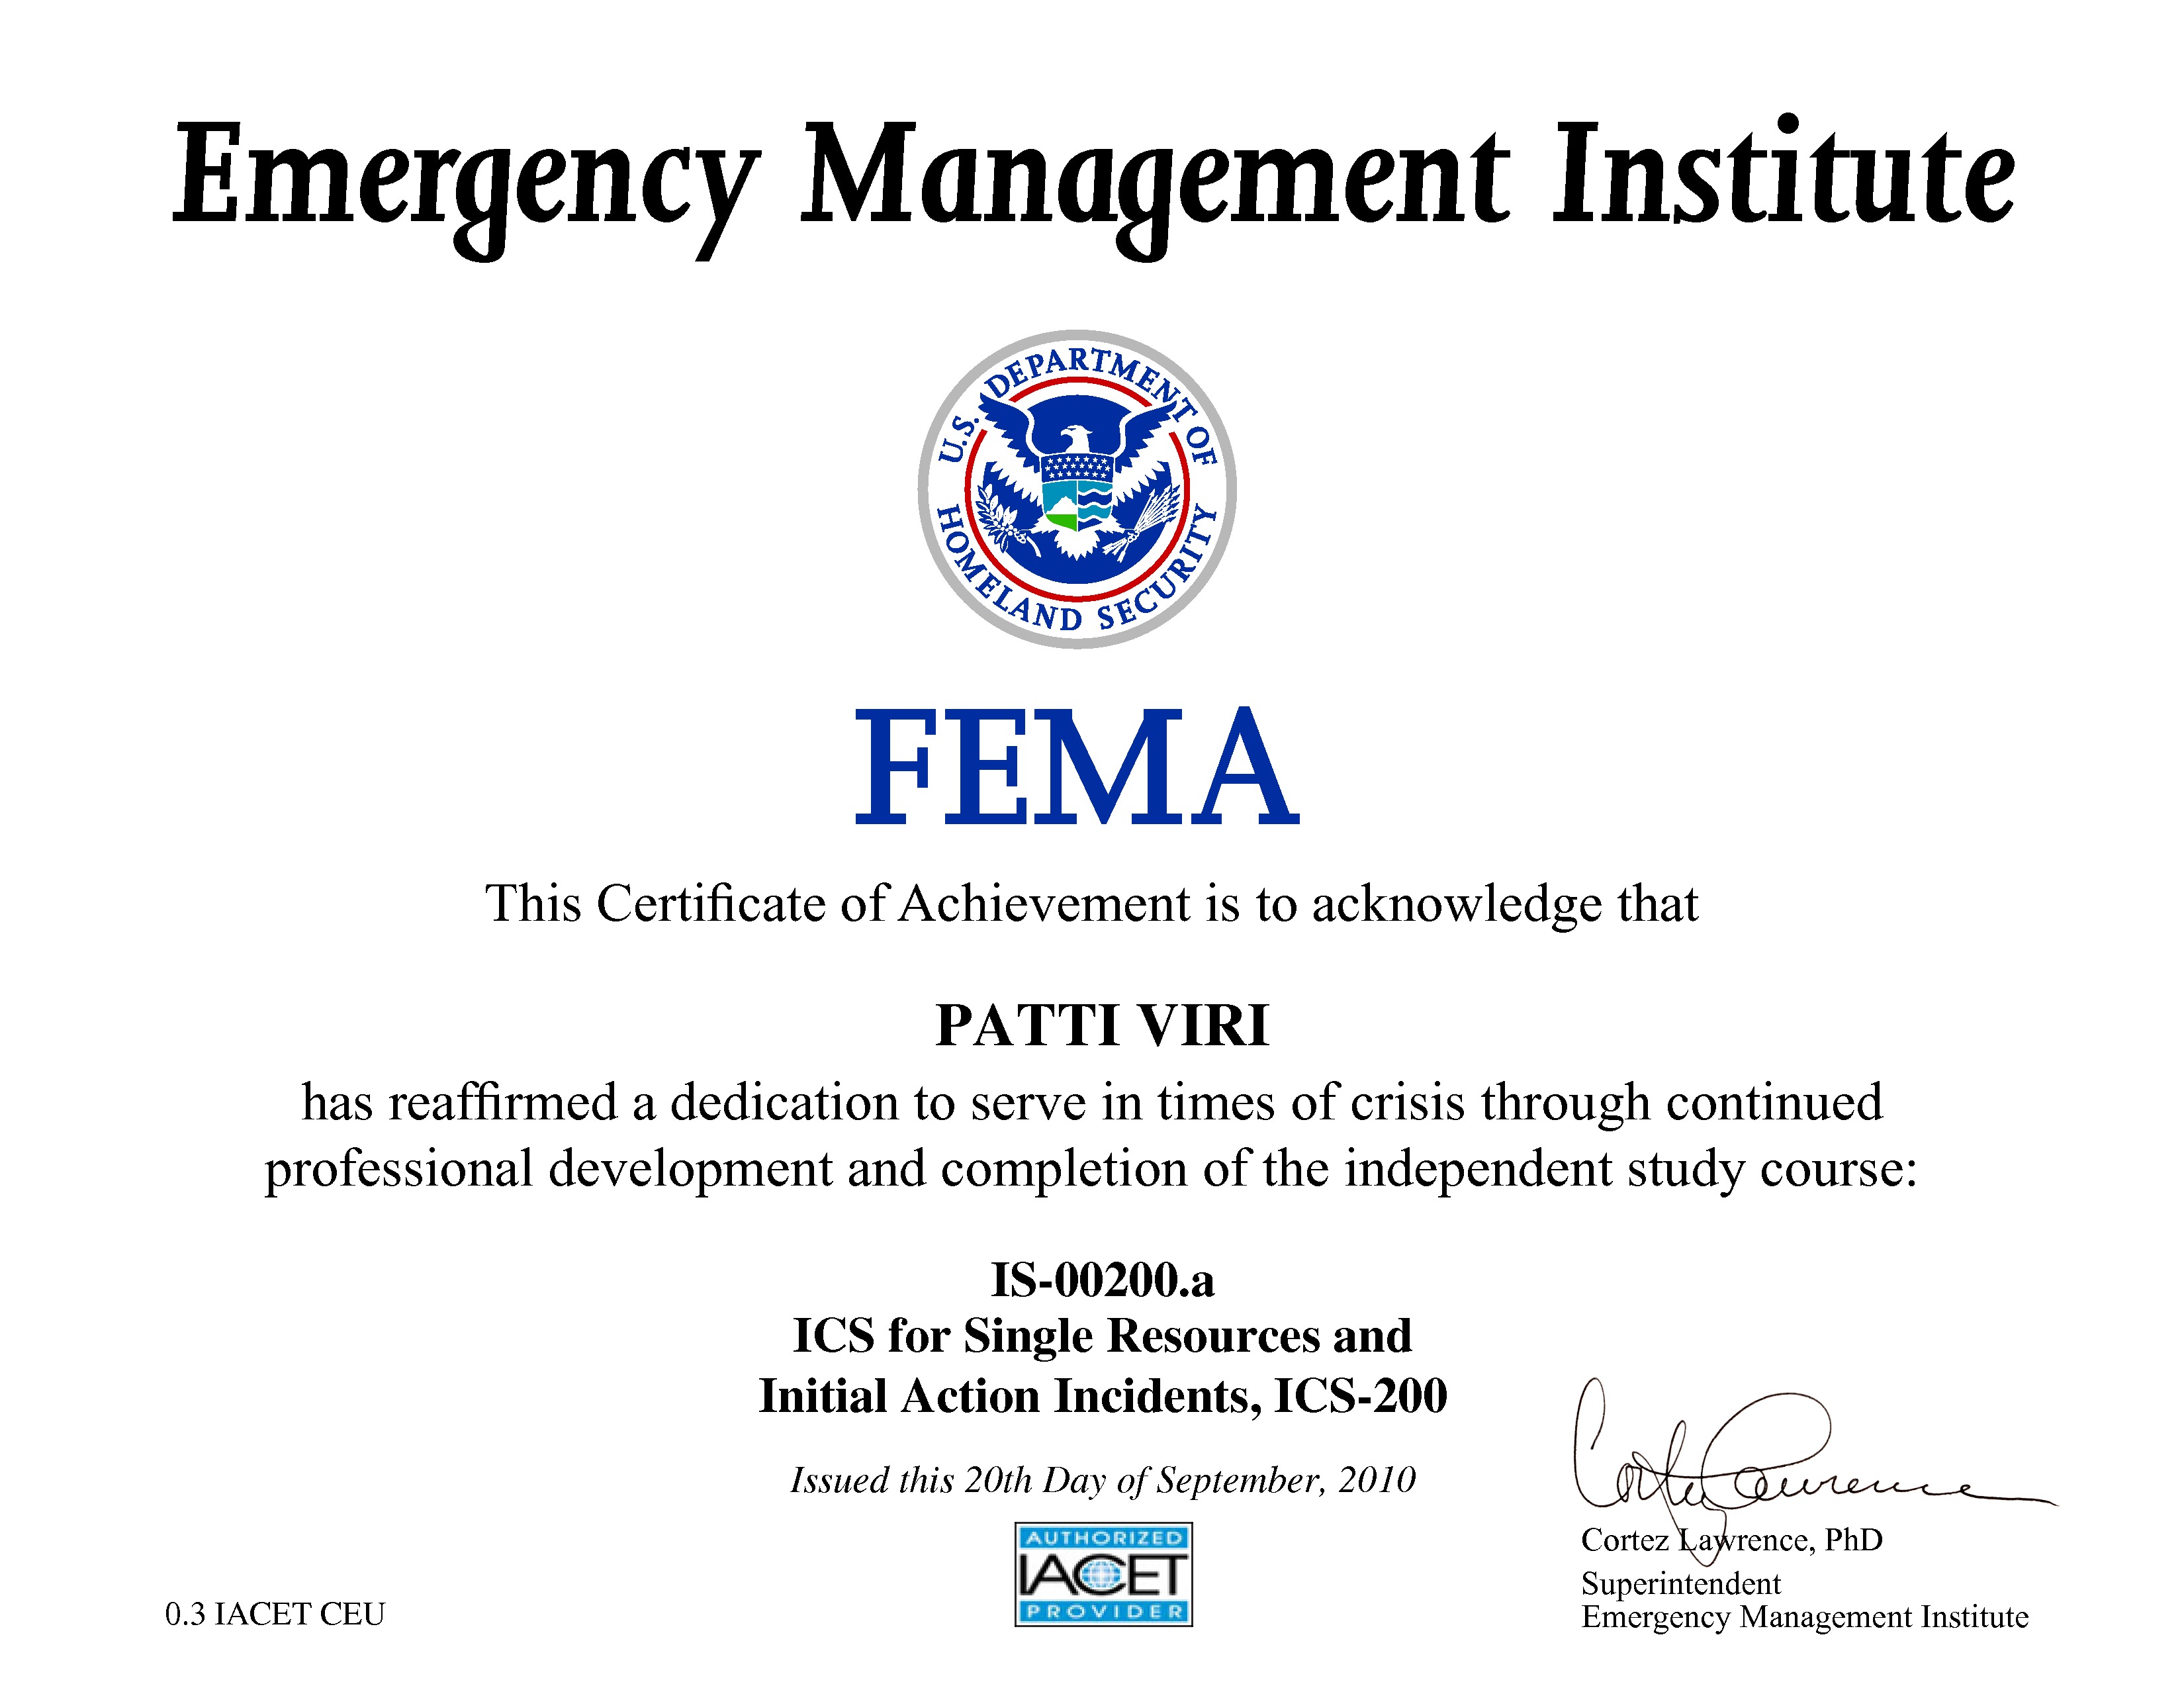 Emergency Management Institute
U.S. DEPARTMENT OF
HOMELAND SECURITY
FEMA
This Certificate of Achievement is to acknowledge that
PATTI VIRI
has reaffirmed a dedication to serve in times of crisis through continued
professional development and completion of the independent study course:
IS-00200.a
ICS for Single Resources and
Initial Action Incidents, ICS-200
Issued this 20th Day of September, 2010
Cortez Lawrence
Cortez Lawrence, PhD
Superintendent
Emergency Management Institute
AUTHORIZED
IACET
PROVIDER
0.3 IACET CEU